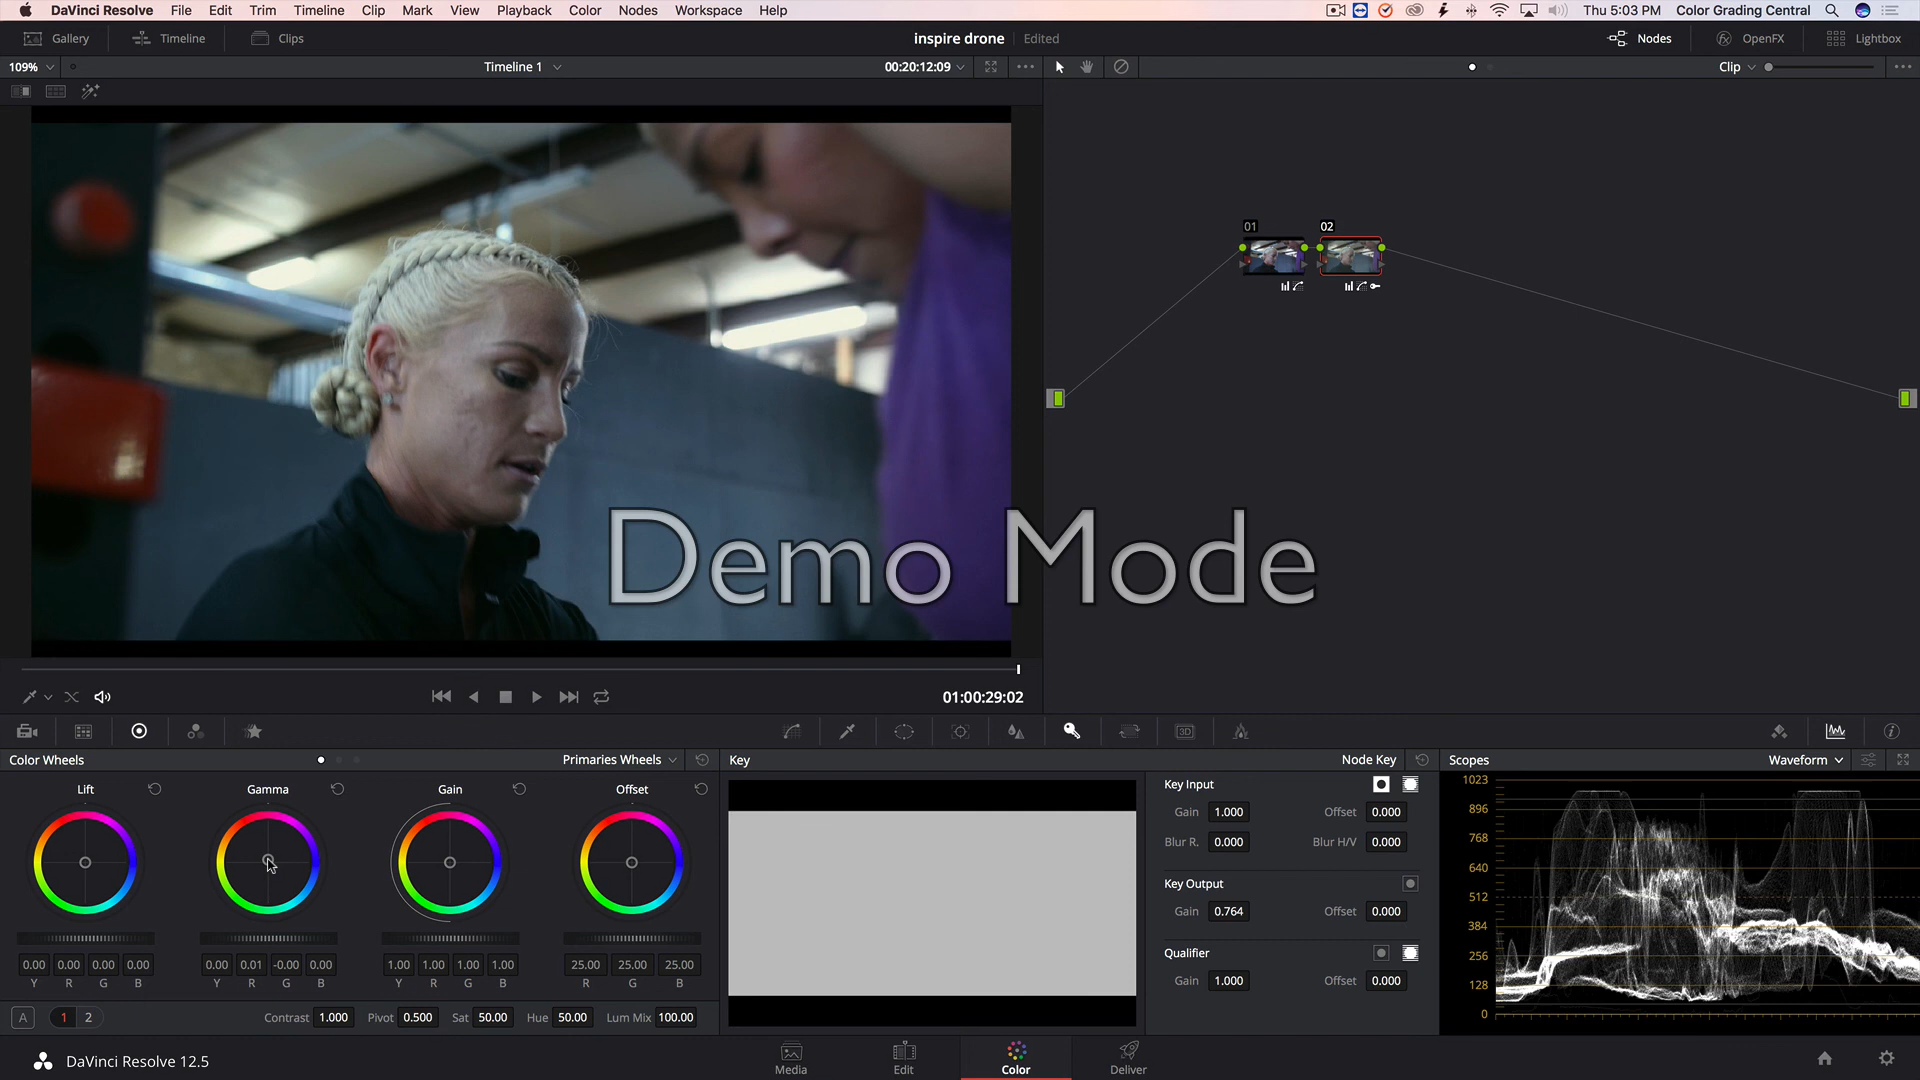 DaVinci Resolve File Edit Trim Timeline Clip Mark View Playback Color Nodes Workspace Help Thu 5:03 PM Color Grading Central
Gallery Timeline Clips inspire drone Edited Nodes OpenFX Lightbox
109% Timeline 1 00:20:12:09 Clip
01 02
Demo Mode
01:00:29:02
Color Wheels Primaries Wheels Key Node Key Scopes Waveform
Lift Gamma Gain Offset
Key Input
Gain 1.000 Offset 0.000
Blur R. 0.000 Blur H/V 0.000
Key Output
Gain 0.764 Offset 0.000
Qualifier
Gain 1.000 Offset 0.000
1023
896
768
640
512
384
256
128
0
0.00 0.00 0.00 0.00 0.00 0.01 -0.00 0.00 1.00 1.00 1.00 1.00 25.00 25.00 25.00
Y R G B Y R G B Y R G B R G B
A 1 2 Contrast 1.000 Pivot 0.500 Sat 50.00 Hue 50.00 Lum Mix 100.00
3D
DaVinci Resolve 12.5 Media Edit Color Deliver